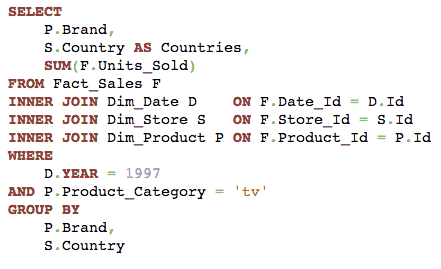 SELECT
    P.Brand,
    S.Country AS Countries,
    SUM(F.Units_Sold)
FROM Fact_Sales F
INNER JOIN Dim_Date D    ON F.Date_Id = D.Id
INNER JOIN Dim_Store S   ON F.Store_Id = S.Id
INNER JOIN Dim_Product P ON F.Product_Id = P.Id
WHERE
    D.YEAR = 1997
AND P.Product_Category = 'tv'
GROUP BY
    P.Brand,
    S.Country